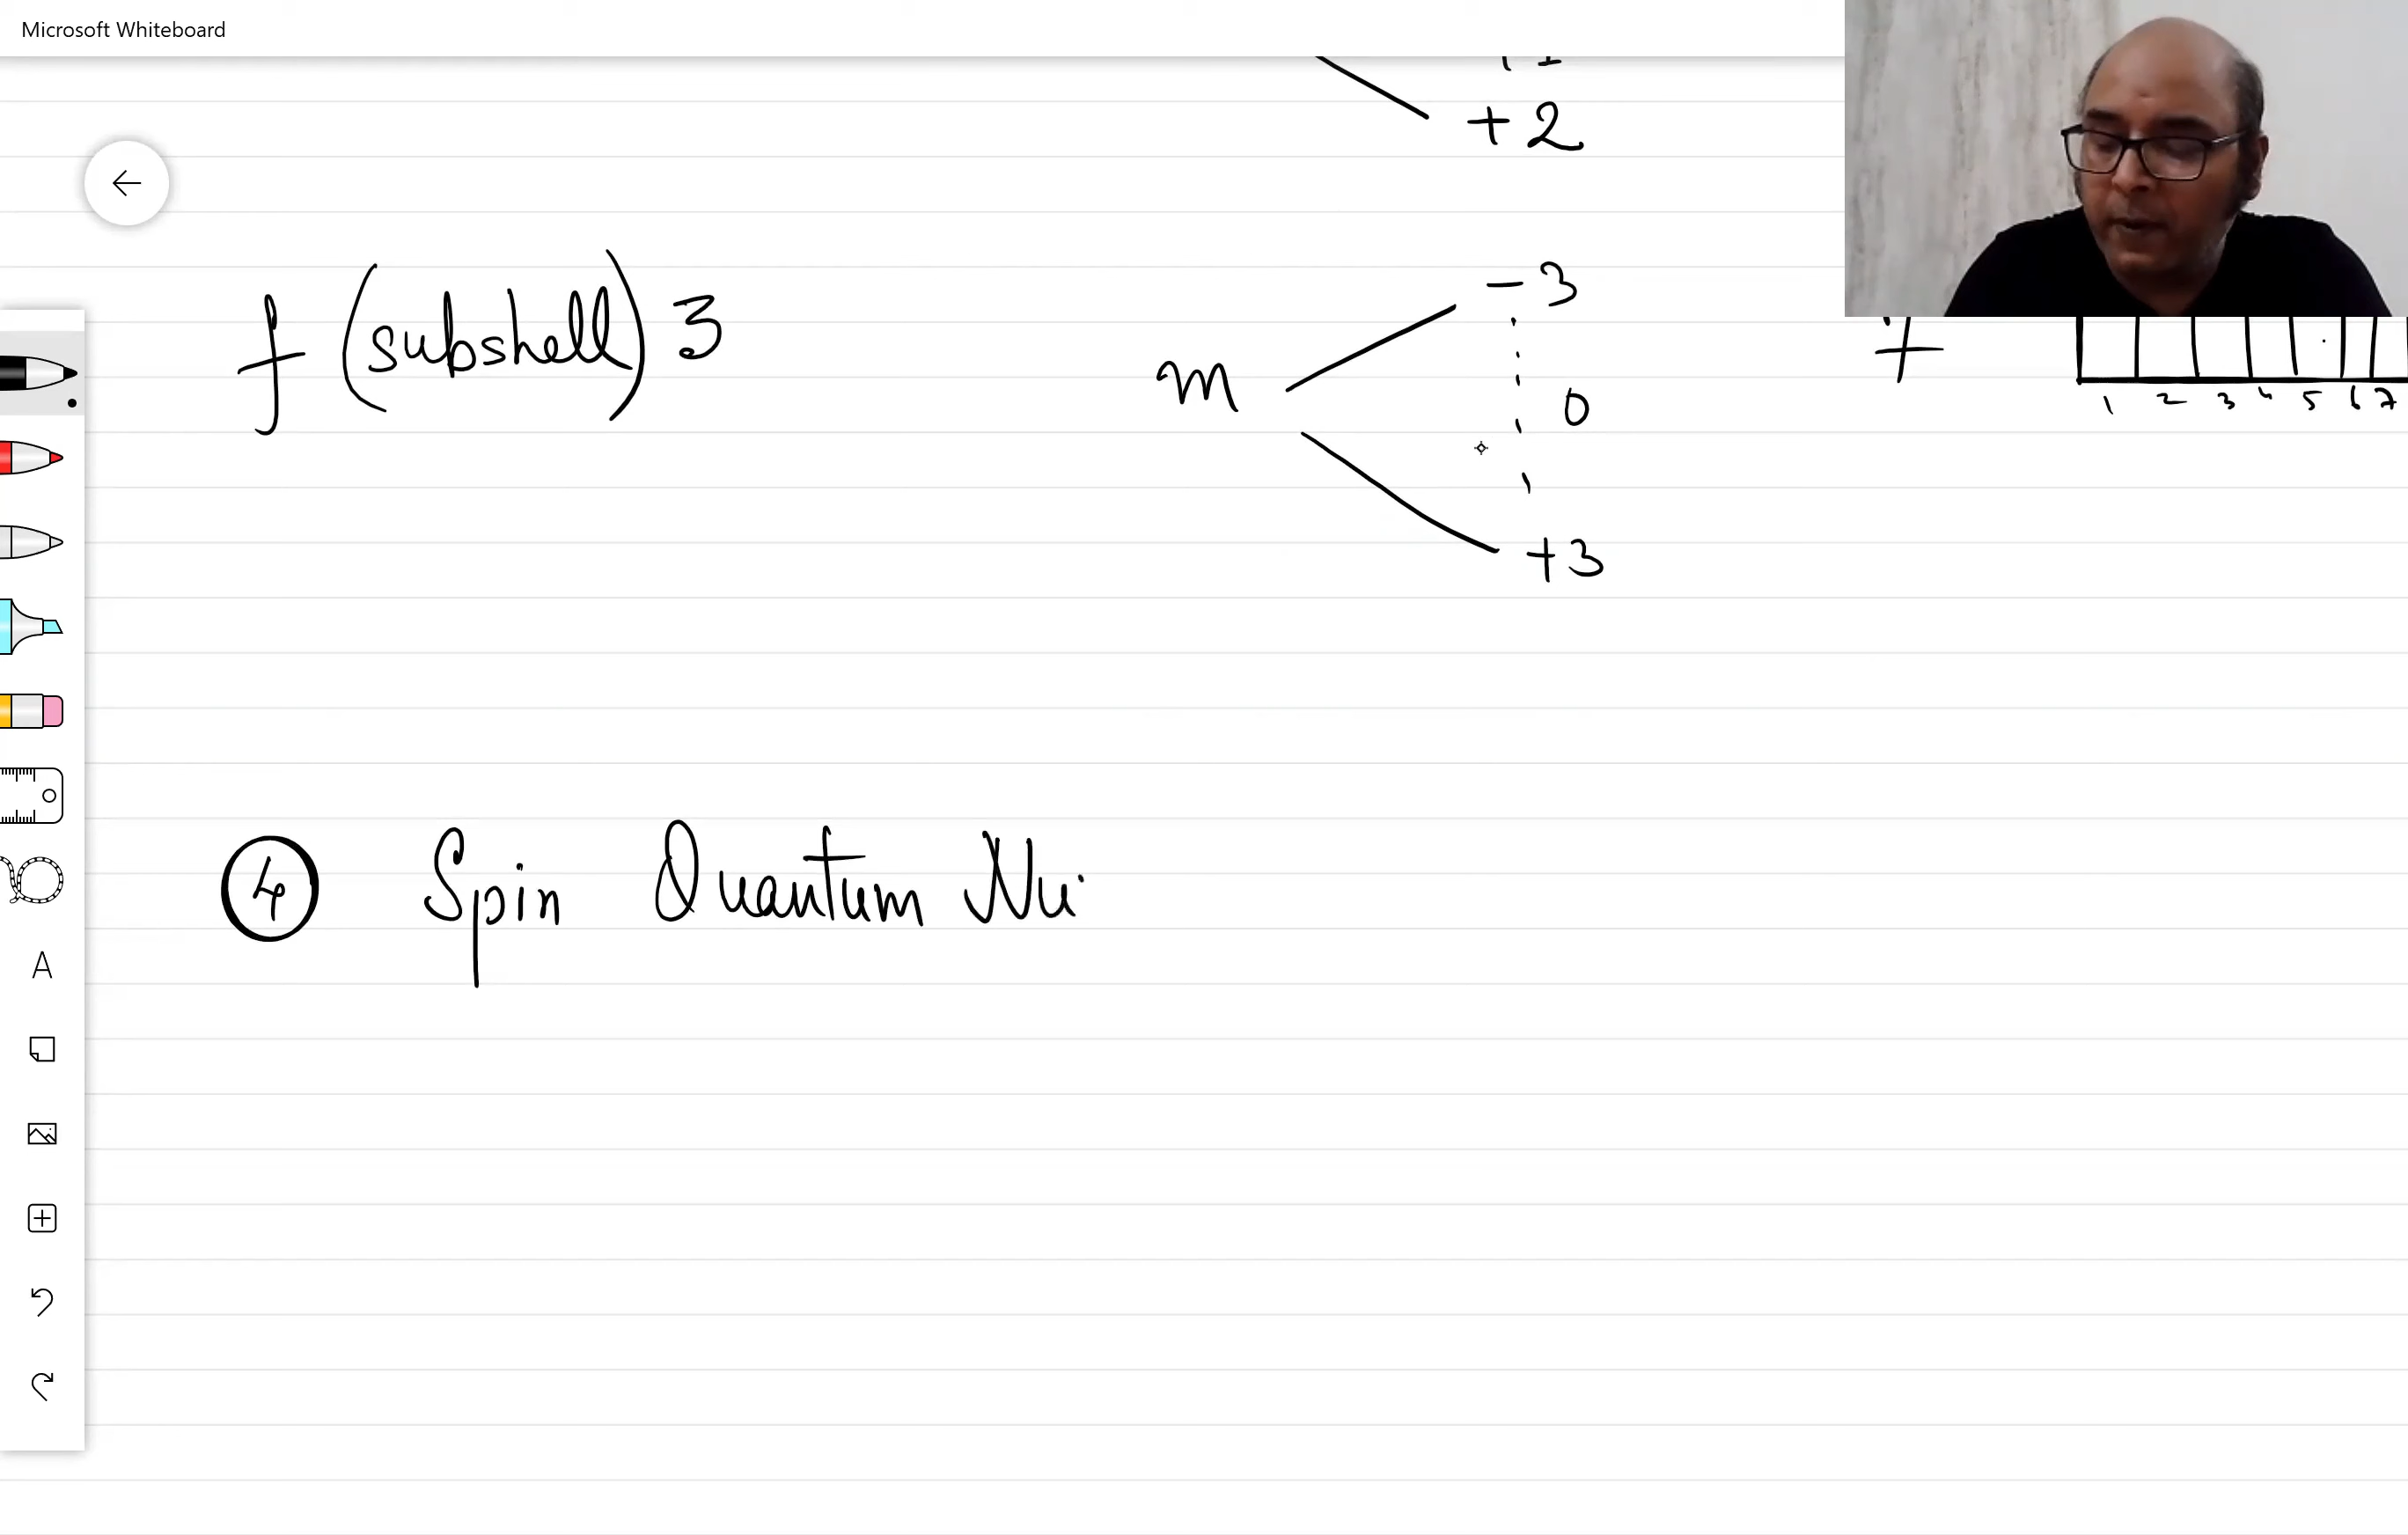 Microsoft Whiteboard
+2
f (subshell) 3
m
-3
0
+3
f
1 2 3 4 5 6 7
④ Spin Quantum Nu
A